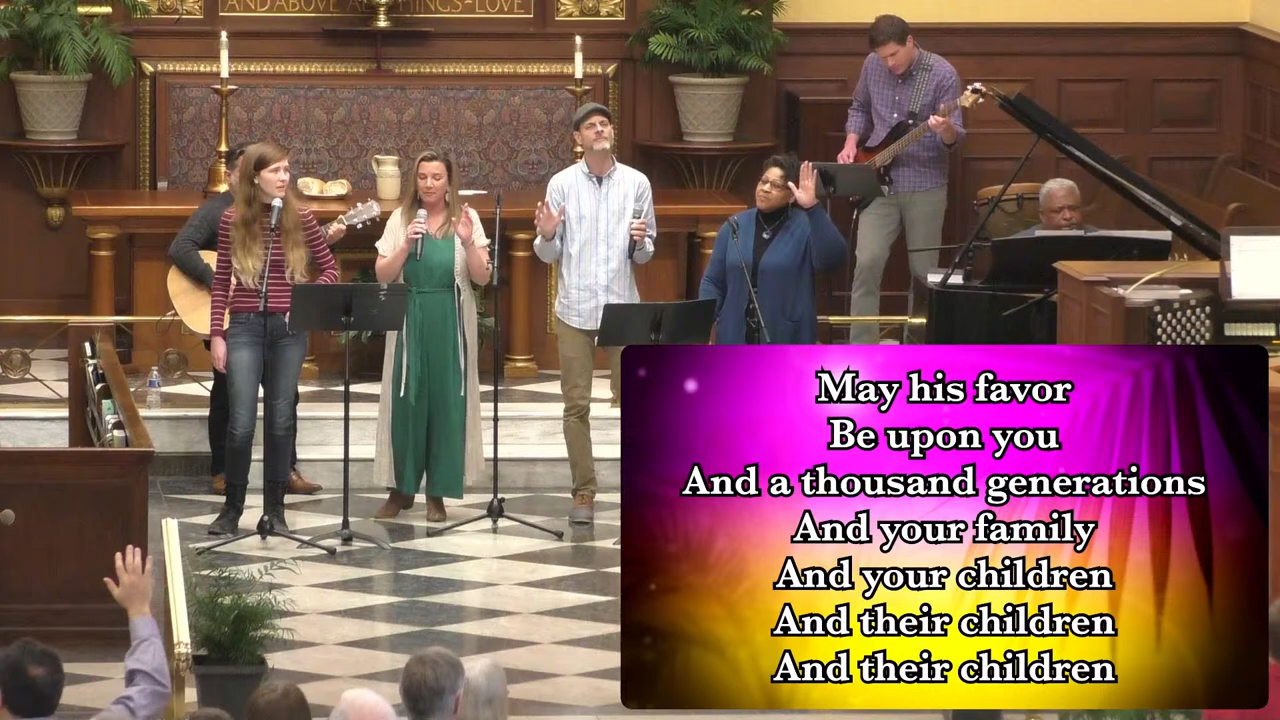 AND ABOVE ALL THINGS-LOVE
May his favor
Be upon you
And a thousand generations
And your family
And your children
And their children
And their children